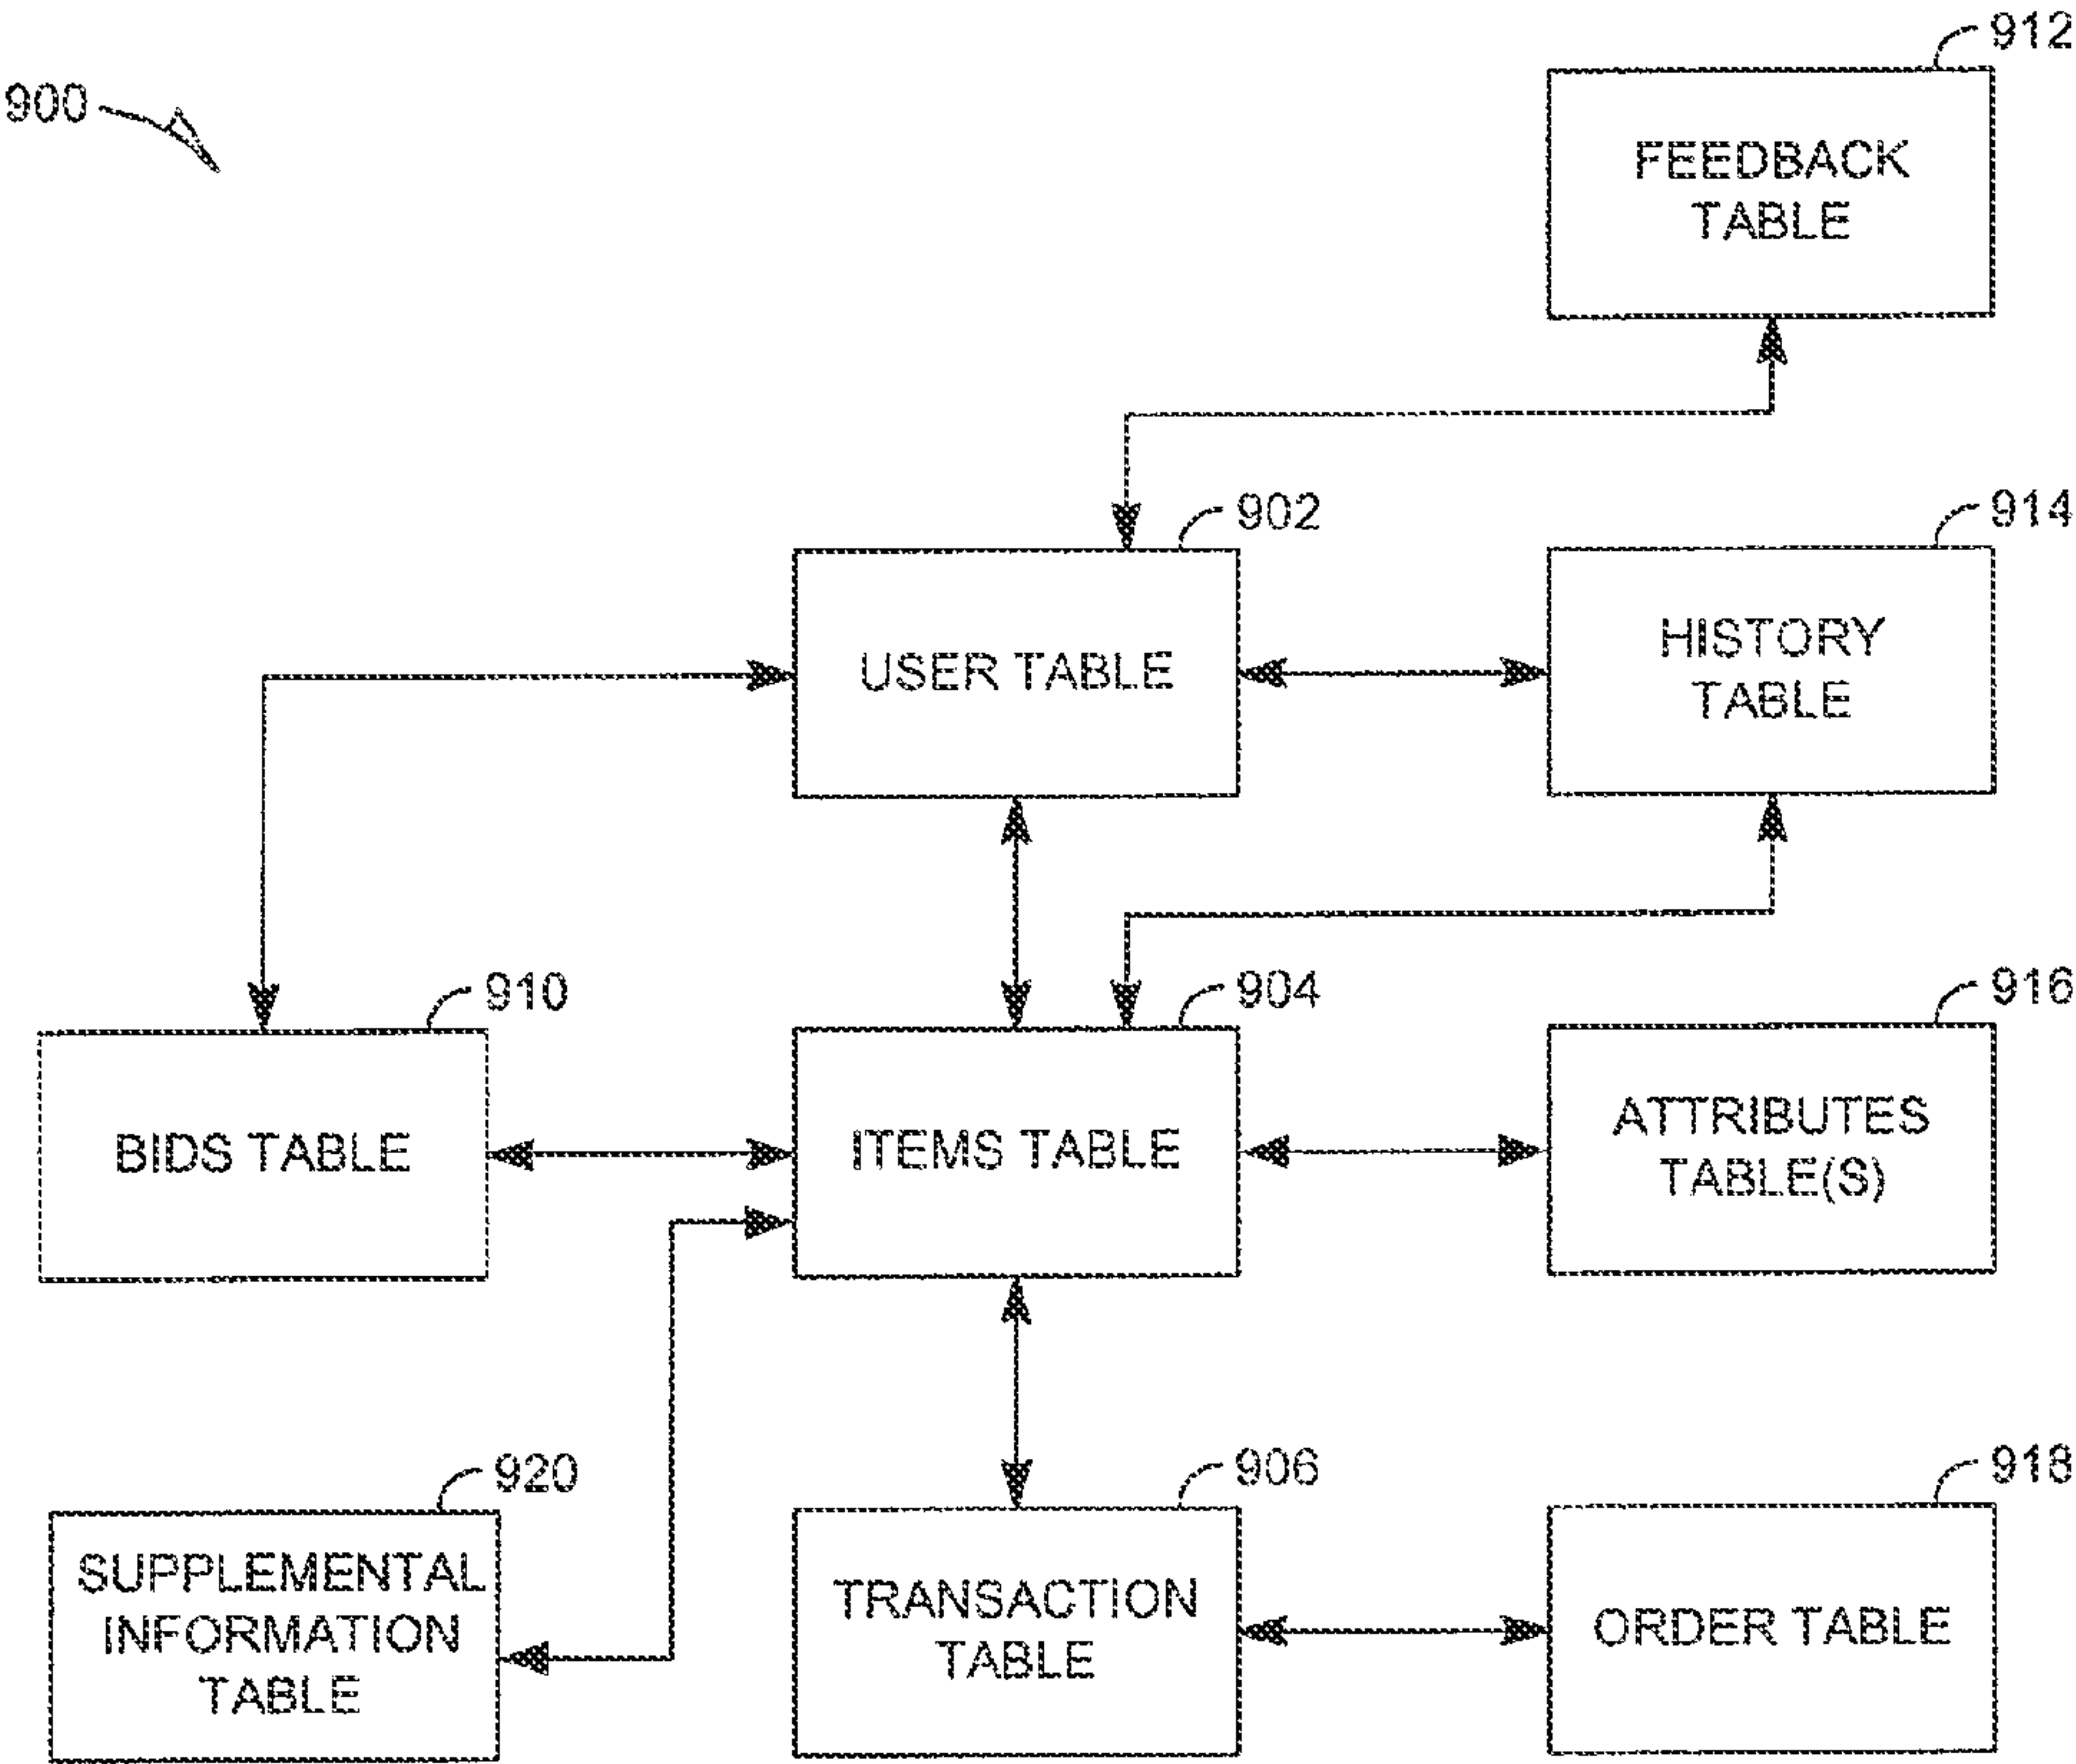 912
900
FEEDBACK
TABLE
902
914
USER TABLE
HISTORY
TABLE
910
904
916
BIDS TABLE
ITEMS TABLE
ATTRIBUTES
TABLE(S)
920
906
918
SUPPLEMENTAL
INFORMATION
TABLE
TRANSACTION
TABLE
ORDER TABLE